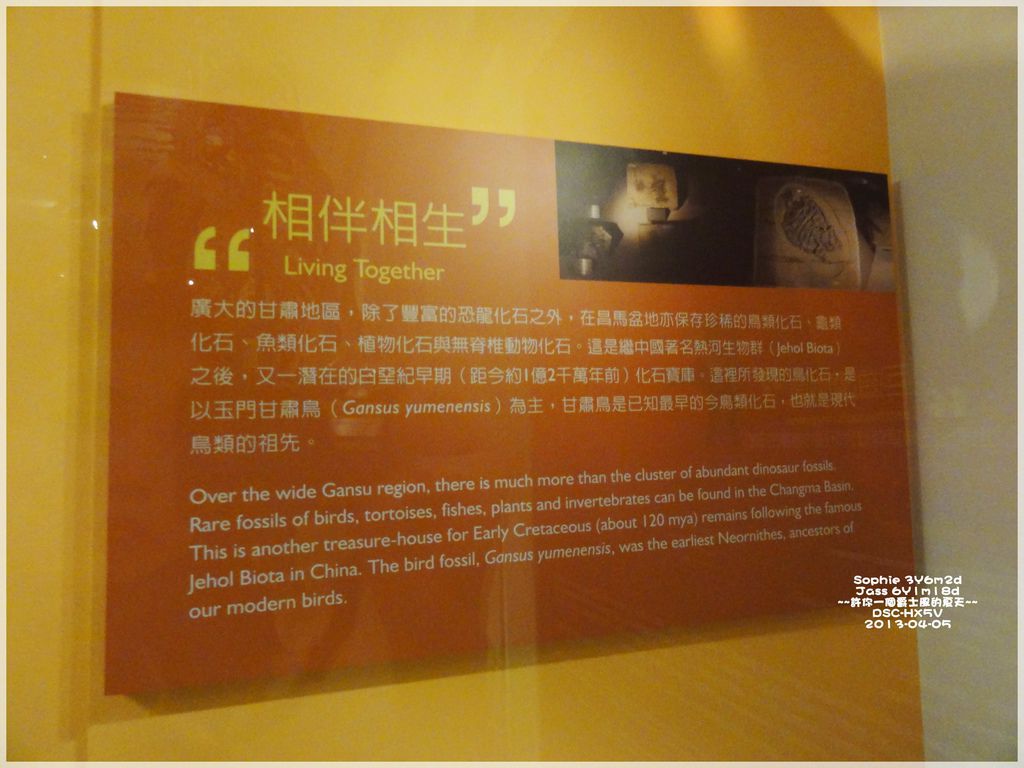 “相伴相生”
Living Together
廣大的甘肅地區，除了豐富的恐龍化石之外，在昌馬盆地亦保存珍稀的鳥類化石、龜類
化石、魚類化石、植物化石與無脊椎動物化石。這是繼中國著名熱河生物群（Jehol Biota）
之後，又一潛在的白堊紀早期（距今約1億2千萬年前）化石寶庫。這裡所發現的鳥化石，是
以玉門甘肅鳥（Gansus yumenensis）為主，甘肅鳥是已知最早的今鳥類化石，也就是現代
鳥類的祖先。
Over the wide Gansu region, there is much more than the cluster of abundant dinosaur fossils.
Rare fossils of birds, tortoises, fishes, plants and invertebrates can be found in the Changma Basin.
This is another treasure-house for Early Cretaceous (about 120 mya) remains following the famous
Jehol Biota in China. The bird fossil, Gansus yumenensis, was the earliest Neornithes, ancestors of
our modern birds.
Sophie 3Y6m2d
Jass 6Y1m18d
~~許你一個爵士風的夏天~~
DSC-HX5V
2013-04-05